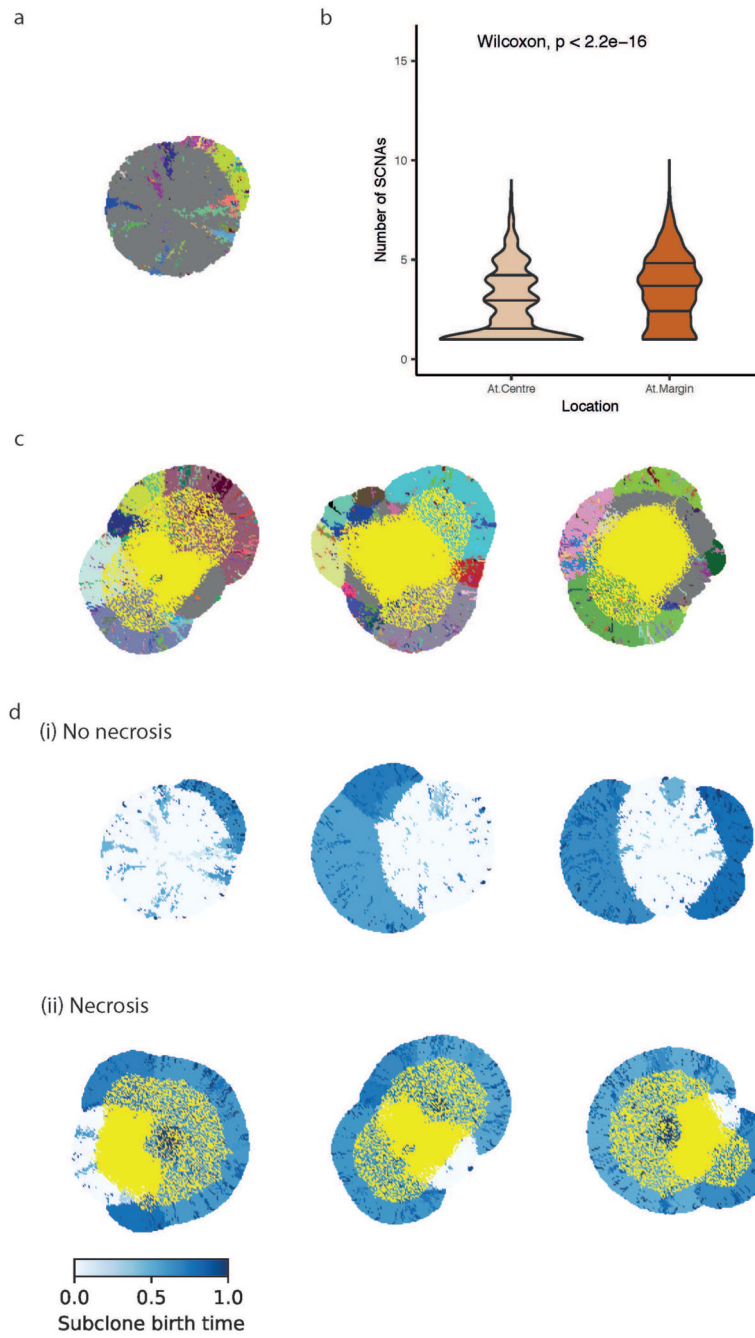 a
b
Wilcoxon, p < 2.2e−16
15
10
5
0
Number of SCNAs
At.Centre
At.Margin
Location
c
d
(i) No necrosis
(ii) Necrosis
0.0 0.5 1.0
Subclone birth time